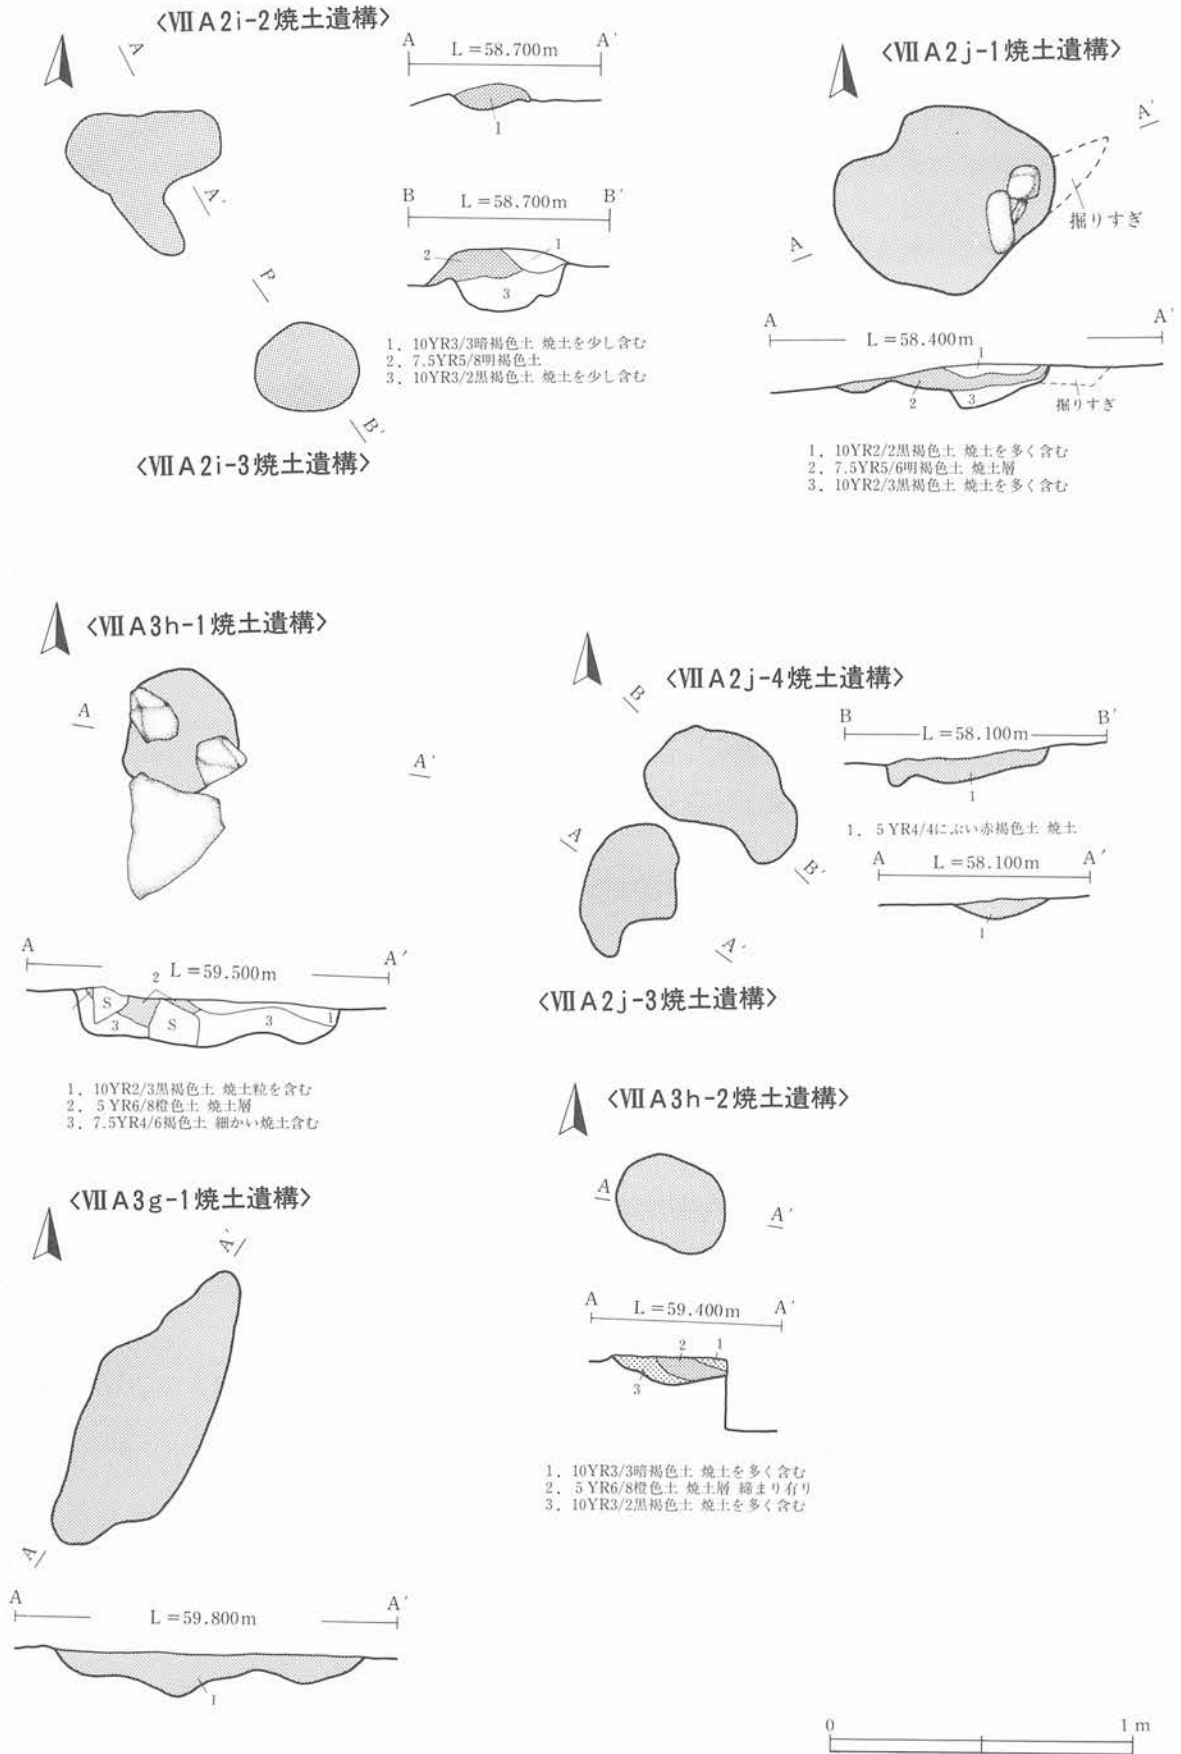 <ⅦA2i-2焼土遺構>
A
A'
A L=58.700m A'
1
B L=58.700m B'
2
1
3
1. 10YR3/3暗褐色土 焼土を少し含む
2. 7.5YR5/8明褐色土
3. 10YR3/2黒褐色土 焼土を少し含む
B'
<ⅦA2i-3焼土遺構>
<ⅦA2j-1焼土遺構>
A'
掘りすぎ
A
A L=58.400m A'
1
2
3
掘りすぎ
1. 10YR2/2黒褐色土 焼土を多く含む
2. 7.5YR5/6明褐色土 焼土層
3. 10YR2/3黒褐色土 焼土を多く含む
<ⅦA3h-1焼土遺構>
A
A'
A L=59.500m A'
2
S
3
S
3
1
1. 10YR2/3黒褐色土 焼土粒を含む
2. 5YR6/8橙色土 焼土層
3. 7.5YR4/6褐色土 細かい焼土含む
<ⅦA2j-4焼土遺構>
B
B'
B L=58.100m B'
1
1. 5YR4/4にぶい赤褐色土 焼土
A
A'
A L=58.100m A'
1
<ⅦA2j-3焼土遺構>
<ⅦA3g-1焼土遺構>
A'
A
A L=59.800m A'
1
<ⅦA3h-2焼土遺構>
A
A'
A L=59.400m A'
2
1
3
1. 10YR3/3暗褐色土 焼土を多く含む
2. 5YR6/8橙色土 焼土層 締まり有り
3. 10YR3/2黒褐色土 焼土を多く含む
0 1m